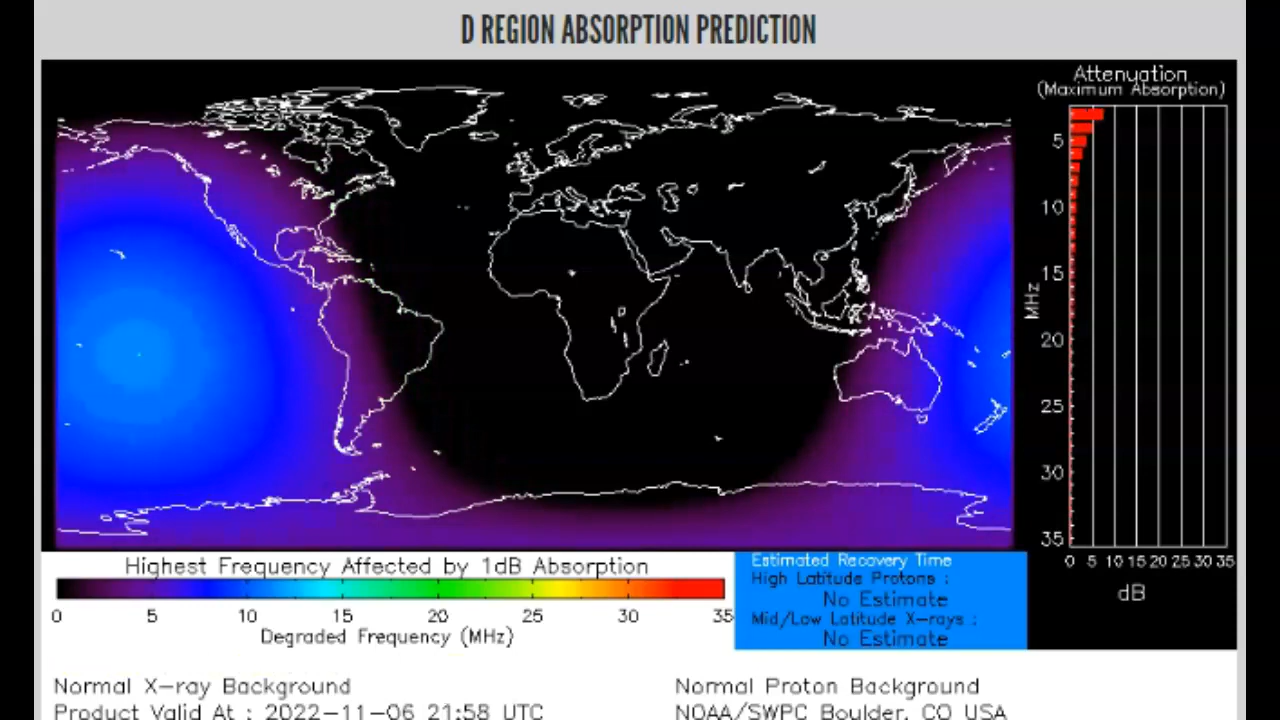 D REGION ABSORPTION PREDICTION
Attenuation
(Maximum Absorption)
5
10
15
20
25
30
35
MHz
0 5 10 15 20 25 30 35
dB
Highest Frequency Affected by 1dB Absorption
0 5 10 15 20 25 30 35
Degraded Frequency (MHz)
Estimated Recovery Time
High Latitude Protons :
No Estimate
Mid/Low Latitude X-rays :
No Estimate
Normal X-ray Background
Normal Proton Background
Product Valid At : 2022-11-06 21:58 UTC
NOAA/SWPC Boulder, CO USA